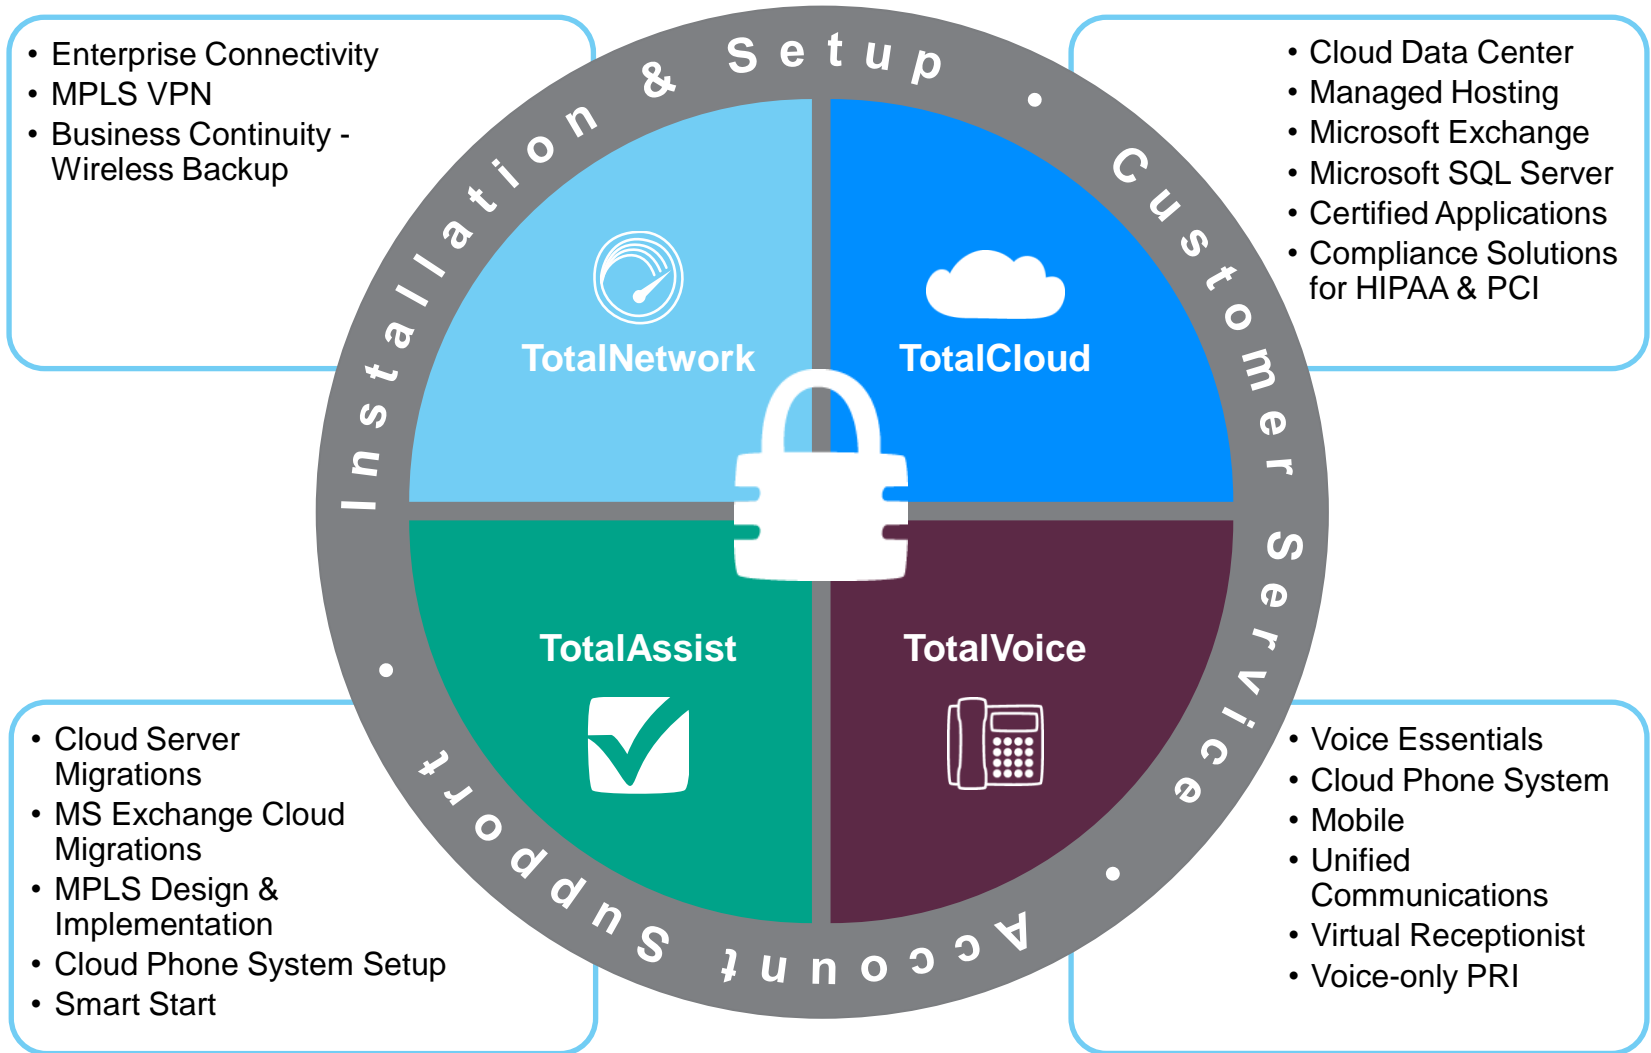 • Enterprise Connectivity
• MPLS VPN
• Business Continuity -
Wireless Backup
• Cloud Data Center
• Managed Hosting
• Microsoft Exchange
• Microsoft SQL Server
• Certified Applications
• Compliance Solutions
for HIPAA & PCI
Installation & Setup • Customer Service • Account Support •
TotalNetwork
TotalCloud
TotalAssist
TotalVoice
• Cloud Server
Migrations
• MS Exchange Cloud
Migrations
• MPLS Design &
Implementation
• Cloud Phone System Setup
• Smart Start
• Voice Essentials
• Cloud Phone System
• Mobile
• Unified
Communications
• Virtual Receptionist
• Voice-only PRI